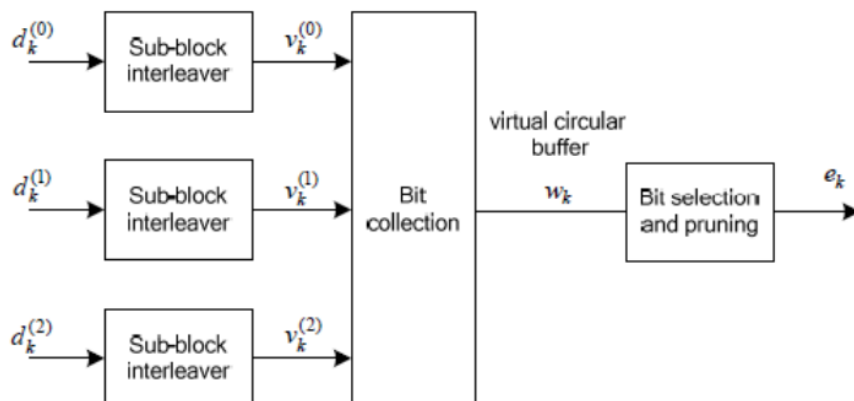 d_k^(0)
Sub-block
interleaver
v_k^(0)
d_k^(1)
Sub-block
interleaver
v_k^(1)
Bit
collection
virtual circular
buffer
w_k
Bit selection
and pruning
e_k
d_k^(2)
Sub-block
interleaver
v_k^(2)